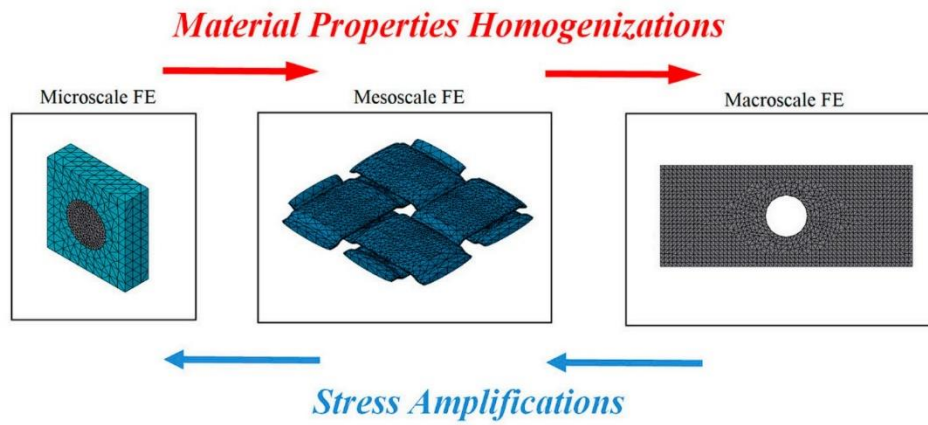 Material Properties Homogenizations
Microscale FE
Mesoscale FE
Macroscale FE
Stress Amplifications